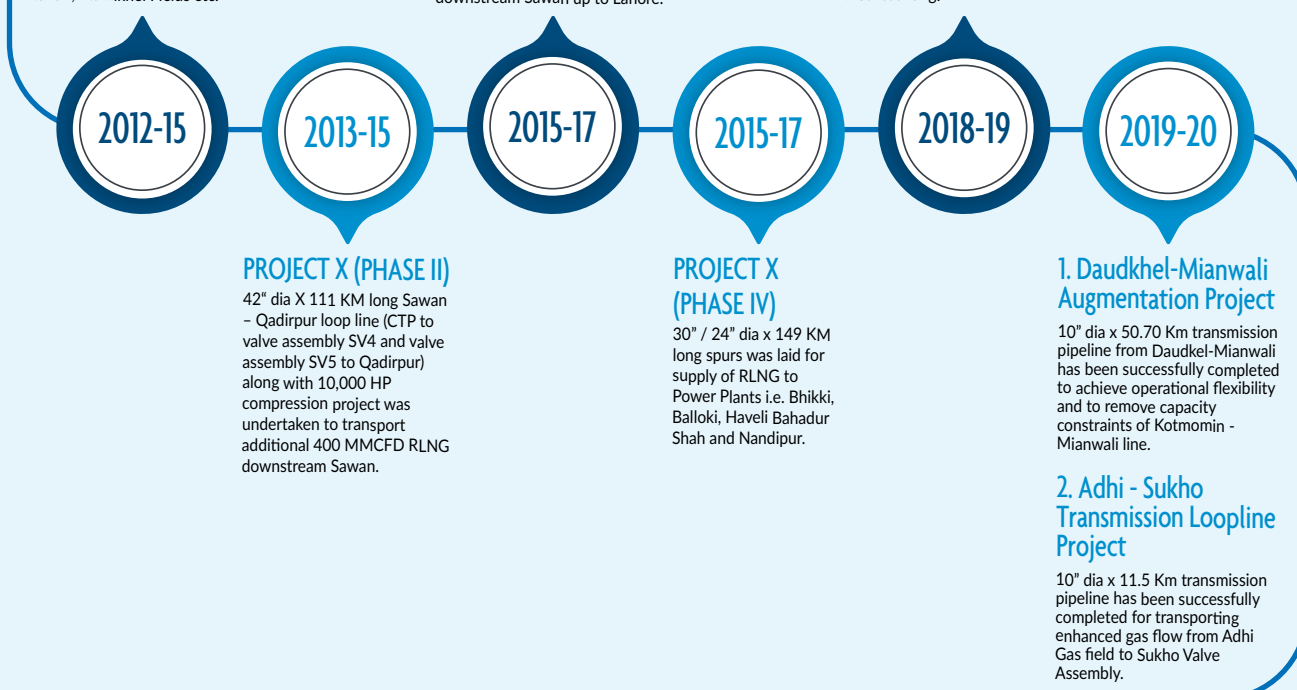 downstream Sawan up to Lahore.
2012-15
2013-15
2015-17
2015-17
2018-19
2019-20
PROJECT X (PHASE II)
42“ dia X 111 KM long Sawan
– Qadirpur loop line (CTP to
valve assembly SV4 and valve
assembly SV5 to Qadirpur)
along with 10,000 HP
compression project was
undertaken to transport
additional 400 MMCFD RLNG
downstream Sawan.
PROJECT X
(PHASE IV)
30” / 24” dia x 149 KM
long spurs was laid for
supply of RLNG to
Power Plants i.e. Bhikki,
Balloki, Haveli Bahadur
Shah and Nandipur.
1. Daudkhel-Mianwali
Augmentation Project
10” dia x 50.70 Km transmission
pipeline from Daudkel-Mianwali
has been successfully completed
to achieve operational flexibility
and to remove capacity
constraints of Kotmomin -
Mianwali line.
2. Adhi - Sukho
Transmission Loopline
Project
10” dia x 11.5 Km transmission
pipeline has been successfully
completed for transporting
enhanced gas flow from Adhi
Gas field to Sukho Valve
Assembly.